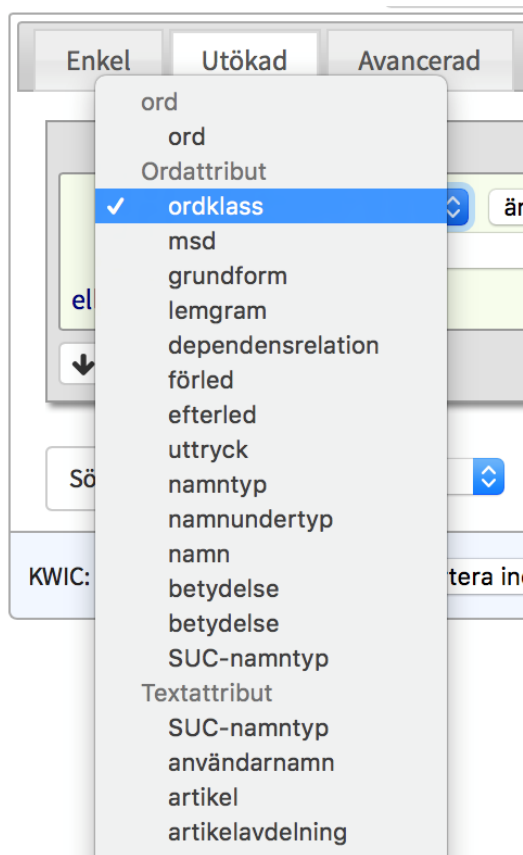 Enkel Utökad Avancerad
ord
ord
Ordattribut
✓ ordklass är
msd
grundform
lemgram
dependensrelation
förled
efterled
uttryck
namntyp
namnundertyp
namn
betydelse
betydelse
SUC-namntyp
Textattribut
SUC-namntyp
användarnamn
artikel
artikelavdelning
KWIC: